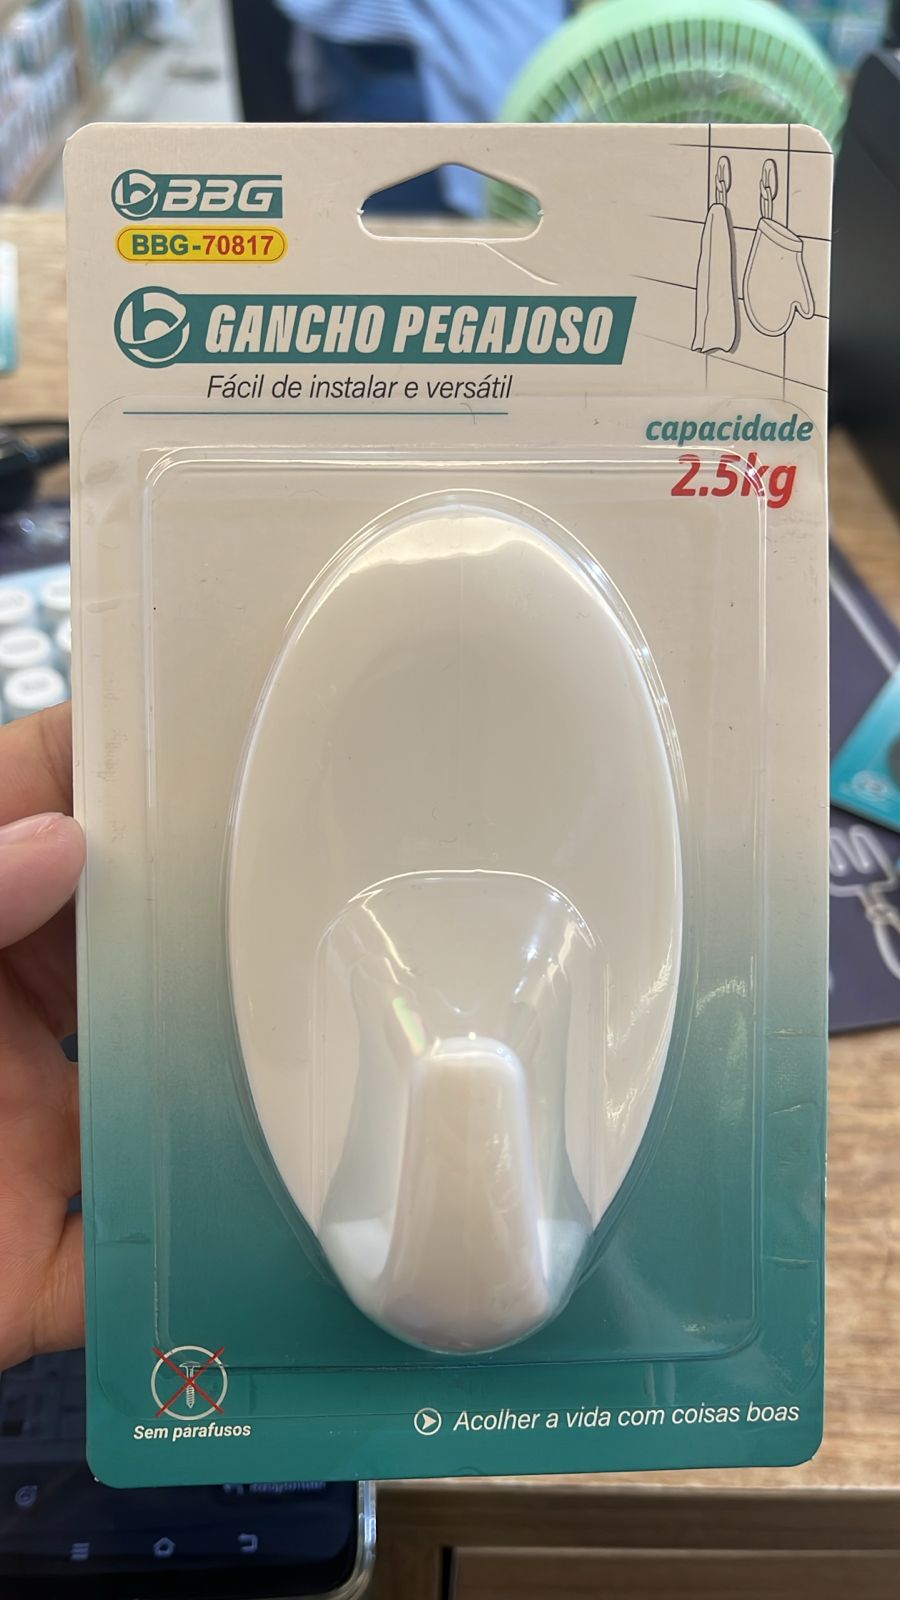 BBG
BBG-70817
GANCHO PEGAJOSO
Fácil de instalar e versátil
capacidade
2.5kg
Sem parafusos
Acolher a vida com coisas boas